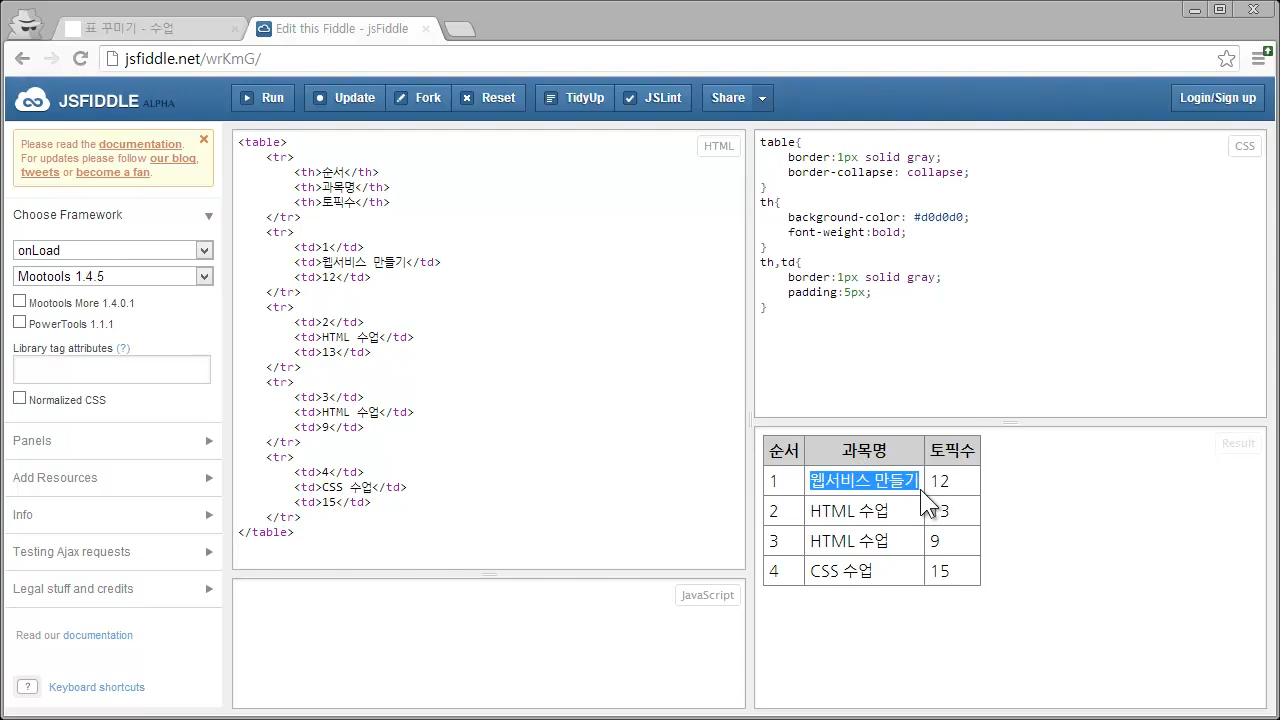 표 꾸미기 - 수업
Edit this Fiddle - jsFiddle
jsfiddle.net/wrKmG/
JSFIDDLE ALPHA
Run
Update
Fork
Reset
TidyUp
JSLint
Share
Login/Sign up
Please read the documentation.
For updates please follow our blog,
tweets or become a fan.
Choose Framework
onLoad
Mootools 1.4.5
Mootools More 1.4.0.1
PowerTools 1.1.1
Library tag attributes (?)
Normalized CSS
Panels
Add Resources
Info
Testing Ajax requests
Legal stuff and credits
Read our documentation
? Keyboard shortcuts
HTML
<table>
<tr>
<th>순서</th>
<th>과목명</th>
<th>토픽수</th>
</tr>
<tr>
<td>1</td>
<td>웹서비스 만들기</td>
<td>12</td>
</tr>
<tr>
<td>2</td>
<td>HTML 수업</td>
<td>13</td>
</tr>
<tr>
<td>3</td>
<td>HTML 수업</td>
<td>9</td>
</tr>
<tr>
<td>4</td>
<td>CSS 수업</td>
<td>15</td>
</tr>
</table>
JavaScript
CSS
table{
border:1px solid gray;
border-collapse: collapse;
}
th{
background-color: #d0d0d0;
font-weight:bold;
}
th,td{
border:1px solid gray;
padding:5px;
}
Result
순서 과목명 토픽수
1 웹서비스 만들기 12
2 HTML 수업 13
3 HTML 수업 9
4 CSS 수업 15